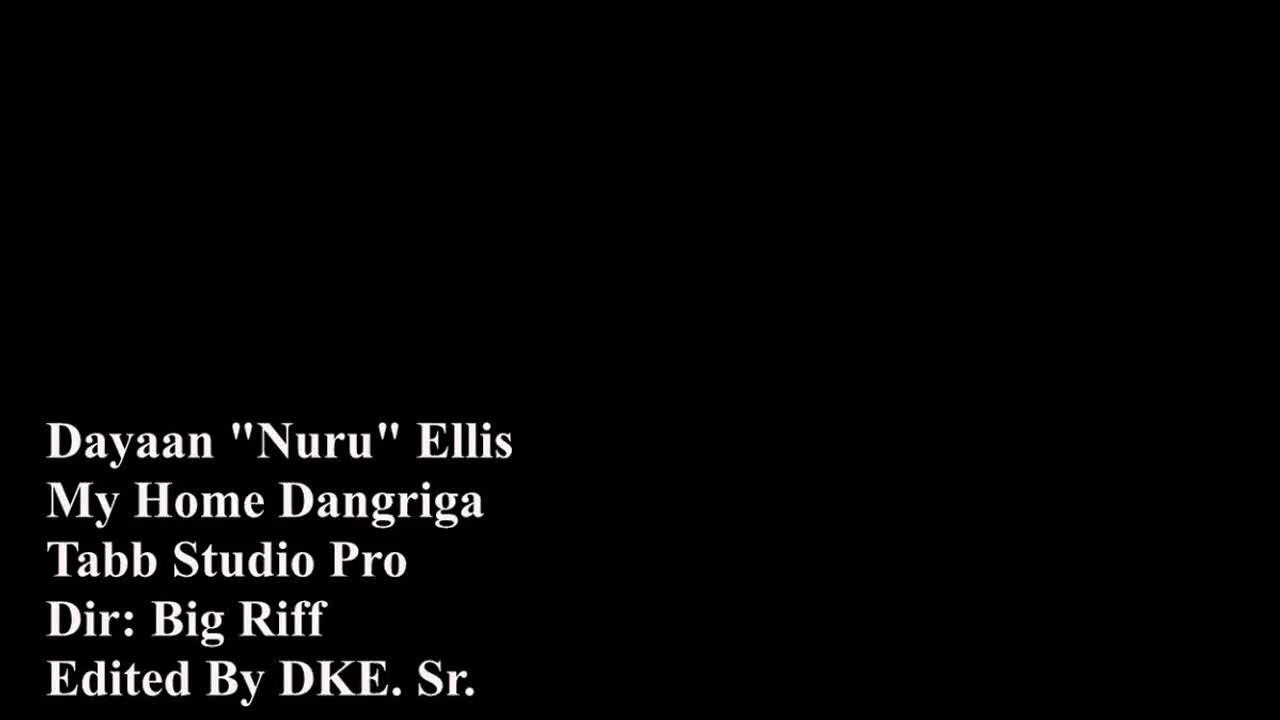 Dayaan "Nuru" Ellis
My Home Dangriga
Tabb Studio Pro
Dir: Big Riff
Edited By DKE. Sr.